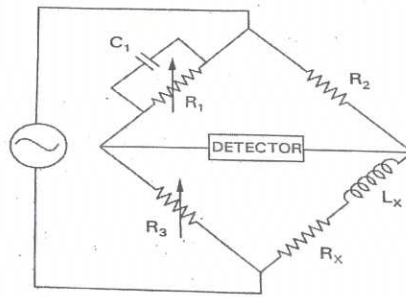 C₁
R₁
R₂
DETECTOR
R₃
Lₓ
Rₓ